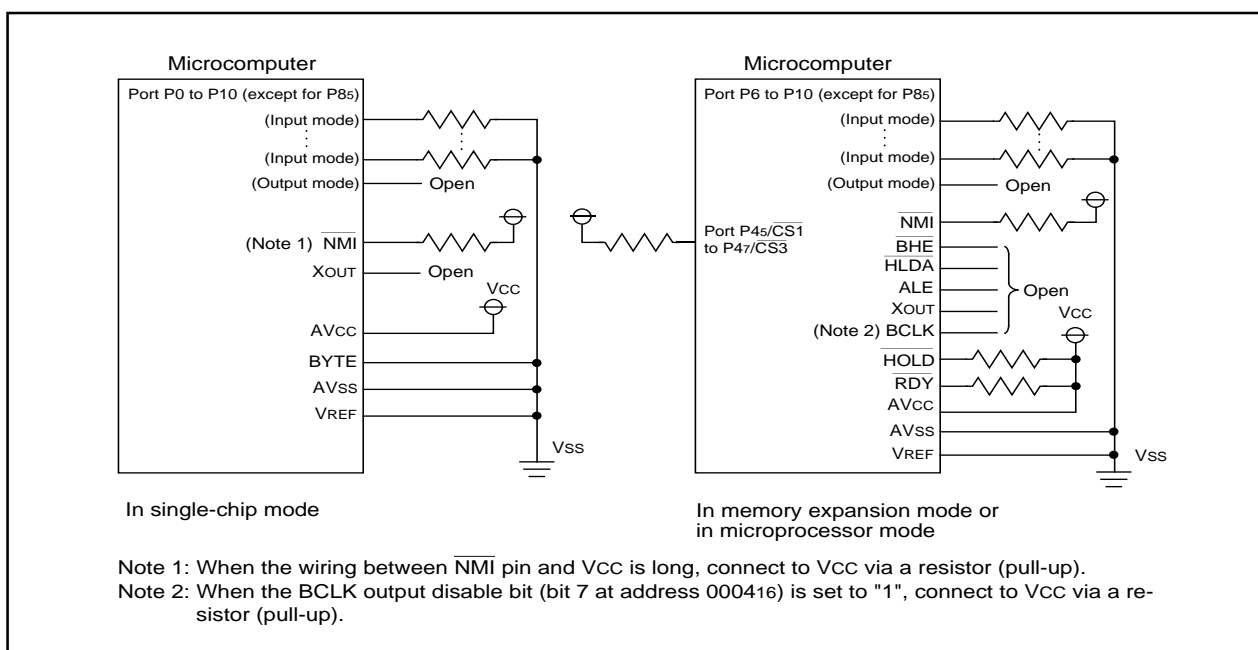 Microcomputer
Port P0 to P10 (except for P85)
(Input mode)
(Input mode)
(Output mode)
Open
(Note 1) NMI
XOUT
Open
VCC
AVCC
BYTE
AVSS
VREF
VSS
In single-chip mode
Microcomputer
Port P6 to P10 (except for P85)
(Input mode)
(Input mode)
(Output mode)
Open
NMI
Port P45/CS1
to P47/CS3
BHE
HLDA
ALE
Open
XOUT
VCC
(Note 2) BCLK
HOLD
RDY
AVCC
AVSS
VREF
VSS
In memory expansion mode or
in microprocessor mode
Note 1: When the wiring between NMI pin and VCC is long, connect to VCC via a resistor (pull-up).
Note 2: When the BCLK output disable bit (bit 7 at address 000416) is set to "1", connect to VCC via a re-
sistor (pull-up).